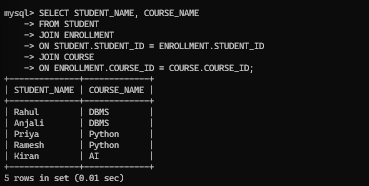 mysql> SELECT STUDENT_NAME, COURSE_NAME
    -> FROM STUDENT
    -> JOIN ENROLLMENT
    -> ON STUDENT.STUDENT_ID = ENROLLMENT.STUDENT_ID
    -> JOIN COURSE
    -> ON ENROLLMENT.COURSE_ID = COURSE.COURSE_ID;
+--------------+-------------+
| STUDENT_NAME | COURSE_NAME |
+--------------+-------------+
| Rahul        | DBMS        |
| Anjali       | DBMS        |
| Priya        | Python      |
| Ramesh       | Python      |
| Kiran        | AI          |
+--------------+-------------+
5 rows in set (0.01 sec)